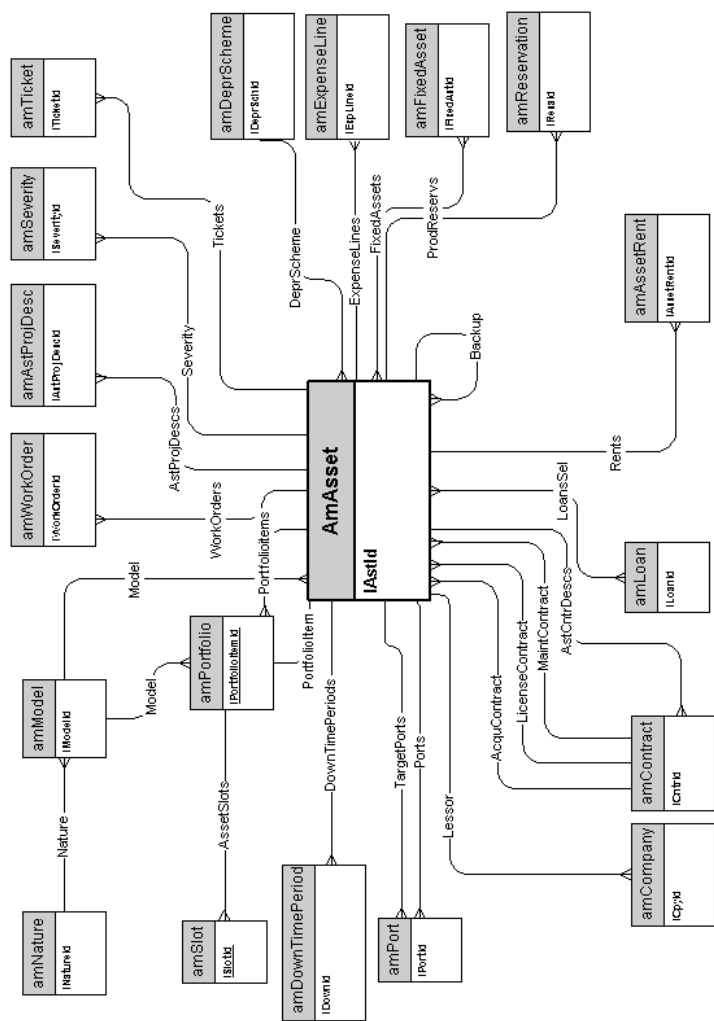 amTicket
lTicketId
amSeverity
lSeverityId
amAstProjDesc
lAstProjDescId
amWorkOrder
lWorkOrderId
amModel
lModelId
amNature
lNatureId
amPortfolio
lPortfolioItemId
amSlot
lSlotId
amDownTimePeriod
lDownId
amPort
lPortId
amCompany
lCpyId
amContract
lCntrId
amLoan
lLoanId
amAssetRent
lAssetRentId
amReservation
lResId
amFixedAsset
lFixedAstId
amExpenseLine
lExpLineId
amDeprScheme
lDeprSchId
AmAsset
lAstId
Tickets
Severity
AstProjDescs
WorkOrders
Portfolioitems
PortfolioItem
Model
Model
Nature
AssetSlots
DownTimePeriods
TargetPorts
Ports
Lessor
AcquContract
LicenseContract
MaintContract
AstCntrDescs
LoansSel
Rents
Backup
ProdReservs
FixedAssets
ExpenseLines
DeprScheme